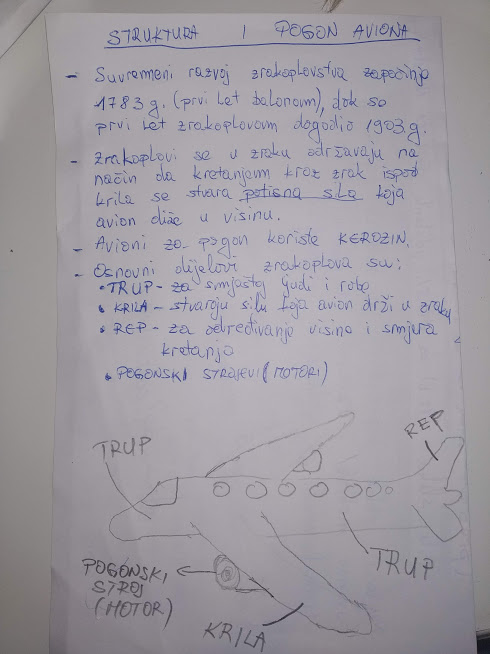 STRUKTURA I POGON AVIONA
- Suvremeni razvoj zrakoplovstva započinje
1783 g. (prvi let balonom), dok se
prvi let zrakoplovom dogodio 1903.g.
- Zrakoplovi se u zraku održavaju na
način da kretanjem kroz zrak ispod
krila se stvara potisna sila koja
avion diže u visinu.
- Avioni za pogon koriste KEROZIN.
- Osnovni dijelovi zrakoplova su:
• TRUP - za smještaj ljudi i robe
• KRILA - stvaraju silu koja avion drži u zraku
• REP - za određivanje visine i smjera
kretanja
• POGONSKI STROJEVI (MOTORI)
REP
TRUP
TRUP
POGONSKI
STROJ
(MOTOR)
KRILA